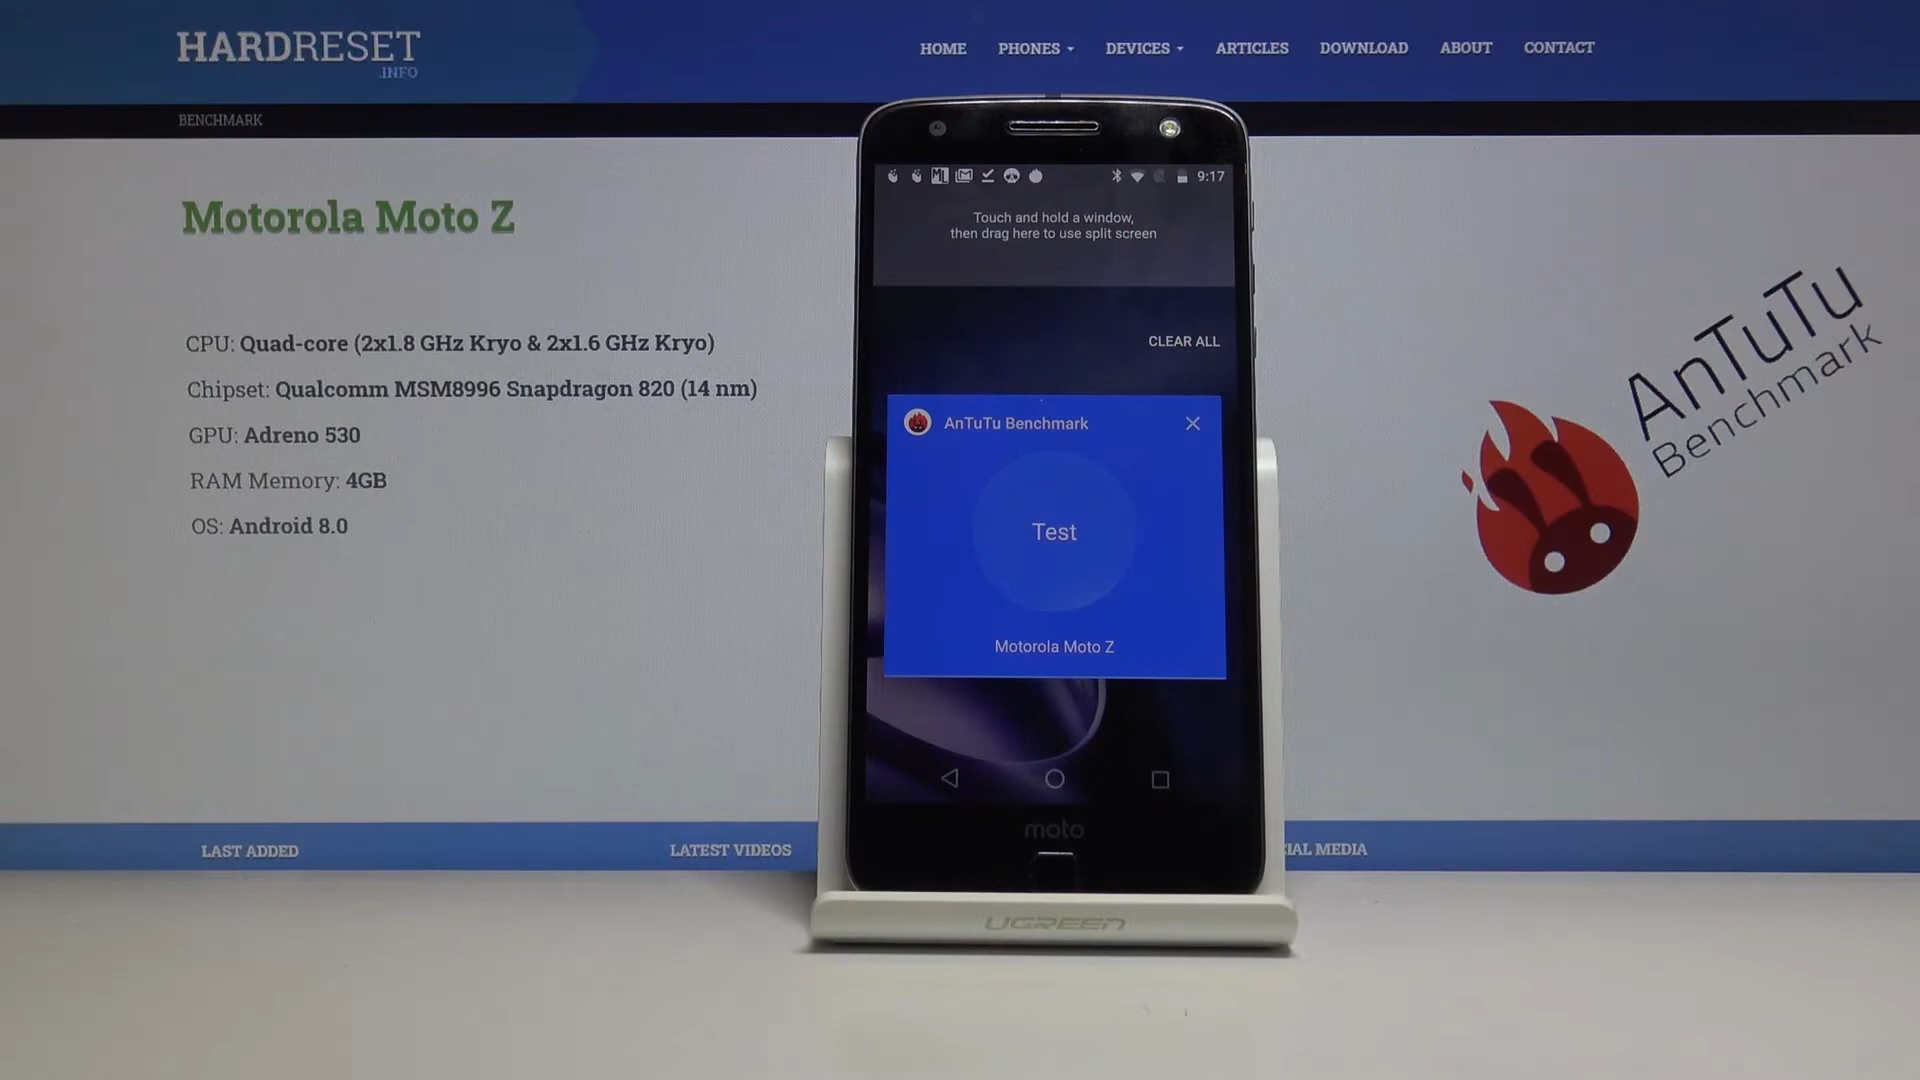 HARDRESET
.INFO
HOME PHONES DEVICES ARTICLES DOWNLOAD ABOUT CONTACT
BENCHMARK
Motorola Moto Z
CPU: Quad-core (2x1.8 GHz Kryo & 2x1.6 GHz Kryo)
Chipset: Qualcomm MSM8996 Snapdragon 820 (14 nm)
GPU: Adreno 530
RAM Memory: 4GB
OS: Android 8.0
ML 9:17
Touch and hold a window,
then drag here to use split screen
CLEAR ALL
AnTuTu Benchmark
Test
Motorola Moto Z
moto
UGREEN
AnTuTu
Benchmark
LAST ADDED LATEST VIDEOS IAL MEDIA